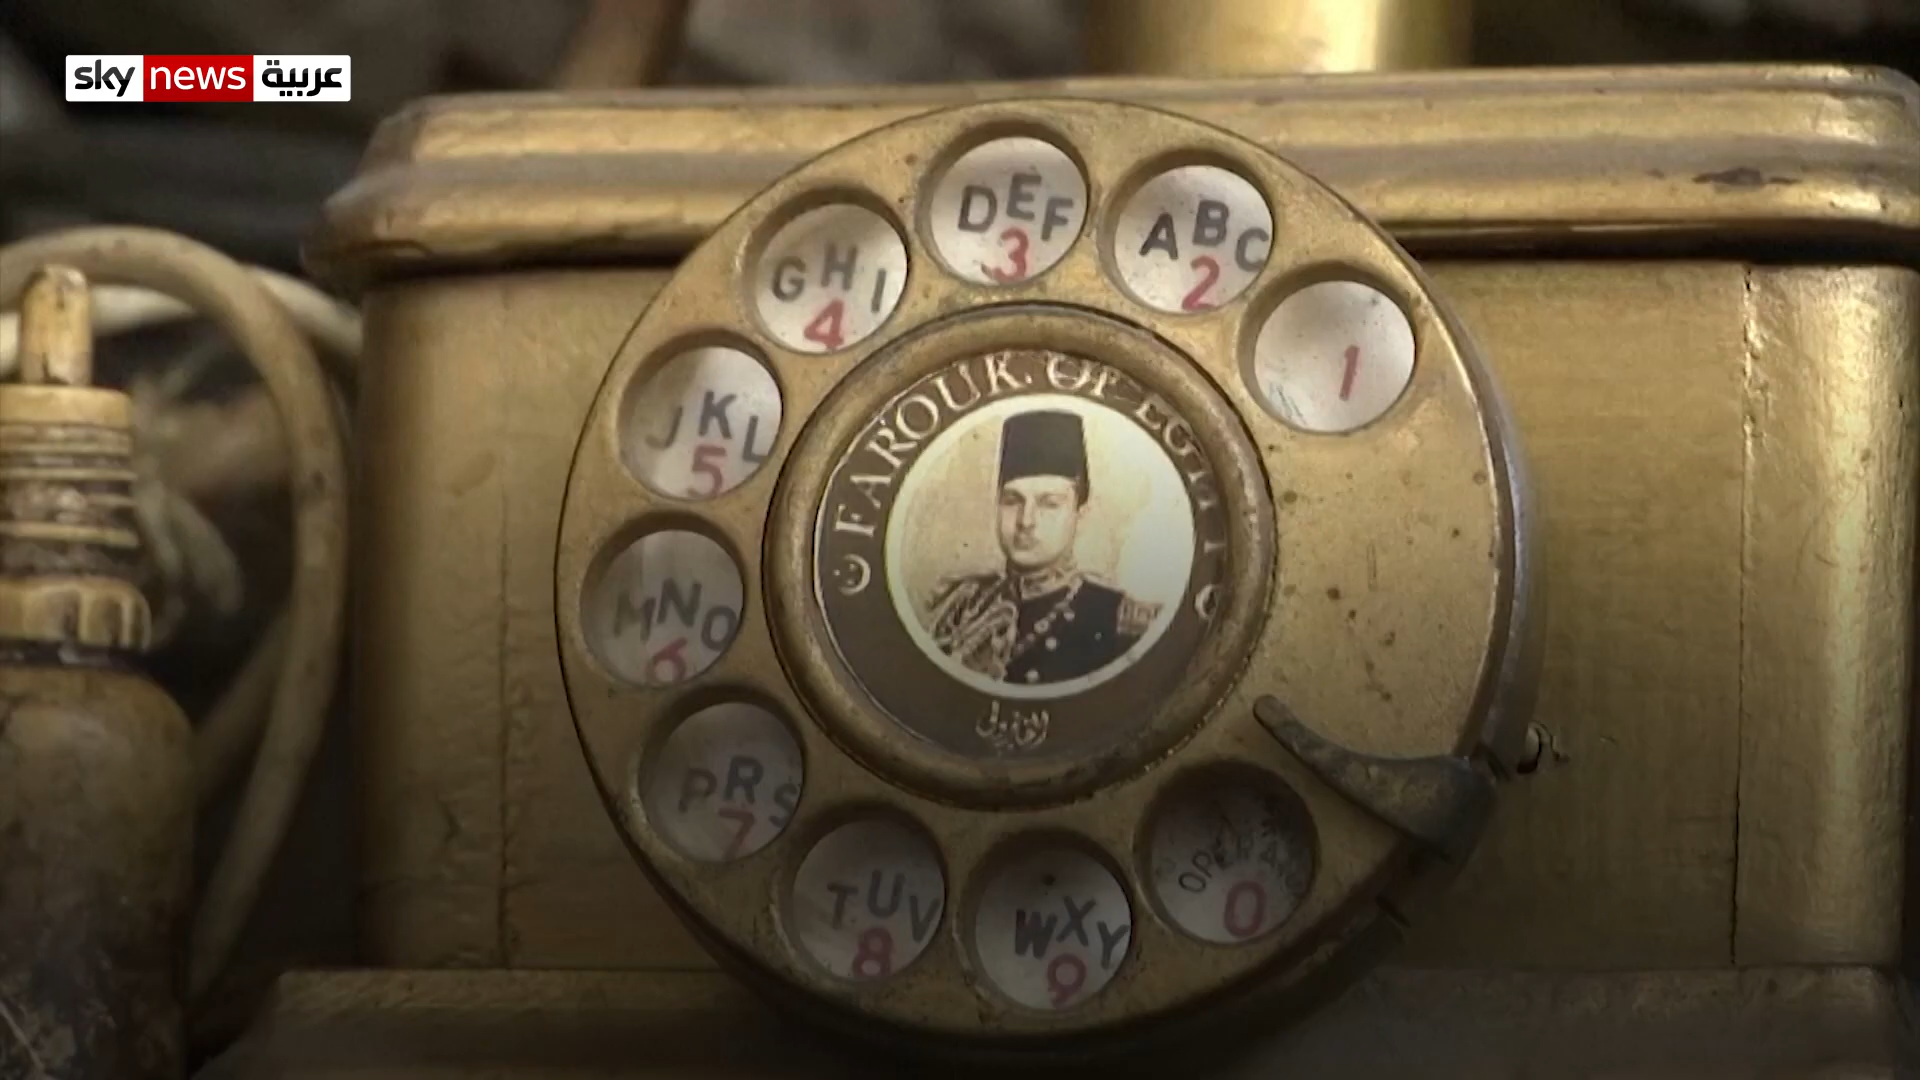 sky news عربية
FAROUK OF EGYPT
1
ABC
2
DEF
3
GHI
4
JKL
5
MNO
6
PRS
7
TUV
8
WXY
9
OPERATOR
0